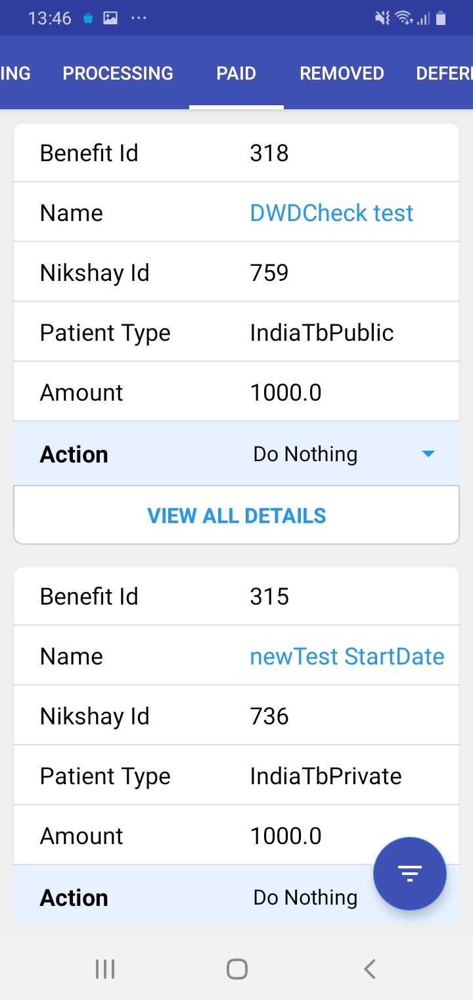 13:46
ING PROCESSING PAID REMOVED DEFER
Benefit Id 318
Name DWDCheck test
Nikshay Id 759
Patient Type IndiaTbPublic
Amount 1000.0
Action Do Nothing
VIEW ALL DETAILS
Benefit Id 315
Name newTest StartDate
Nikshay Id 736
Patient Type IndiaTbPrivate
Amount 1000.0
Action Do Nothing